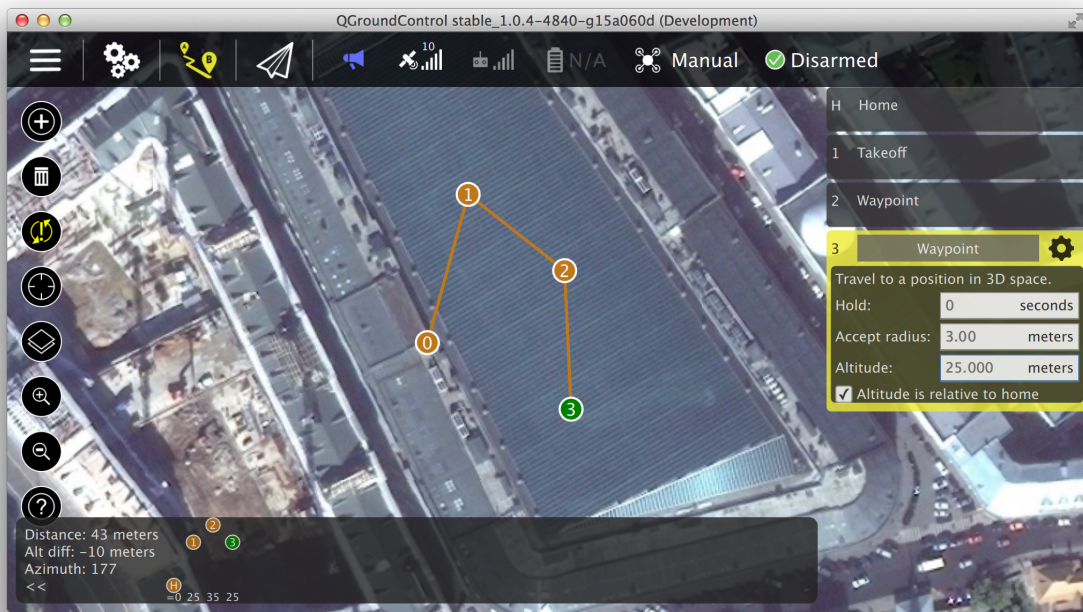 QGroundControl stable_1.0.4-4840-g15a060d (Development)
A
B
10
N/A
Manual
Disarmed
H Home
1 Takeoff
2 Waypoint
3 Waypoint
Travel to a position in 3D space.
Hold: 0 seconds
Accept radius: 3.00 meters
Altitude: 25.000 meters
Altitude is relative to home
1
2
0
3
?
Distance: 43 meters
Alt diff: -10 meters
Azimuth: 177
<<
2
1
3
H
=0 25 35 25